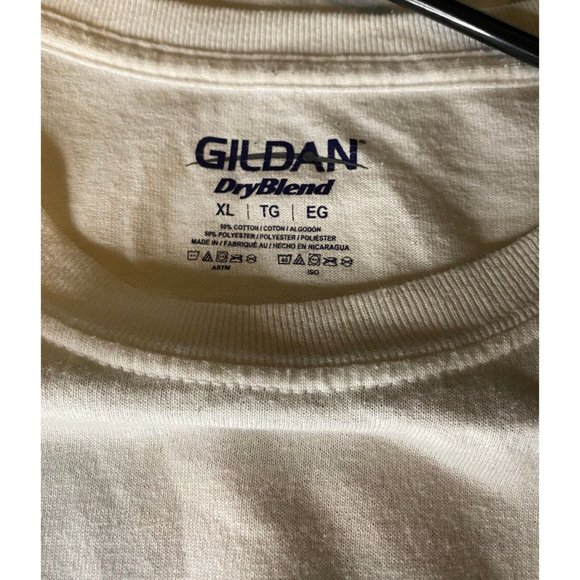 GILDAN™
DryBlend
XL | TG | EG
50% COTTON / COTON / ALGODÓN
50% POLYESTER / POLYESTER / POLIÉSTER
MADE IN / FABRIQUÉ AU / HECHO EN NICARAGUA
ASTM ISO